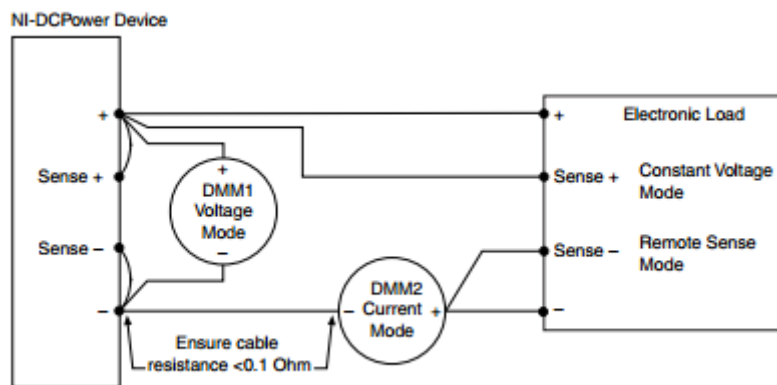 NI-DCPower Device
+
Sense +
Sense –
–
+
DMM1
Voltage
Mode
–
–
DMM2
Current
Mode
+
Ensure cable
resistance <0.1 Ohm
+
Electronic Load
Sense +
Constant Voltage
Mode
Sense –
Remote Sense
Mode
–